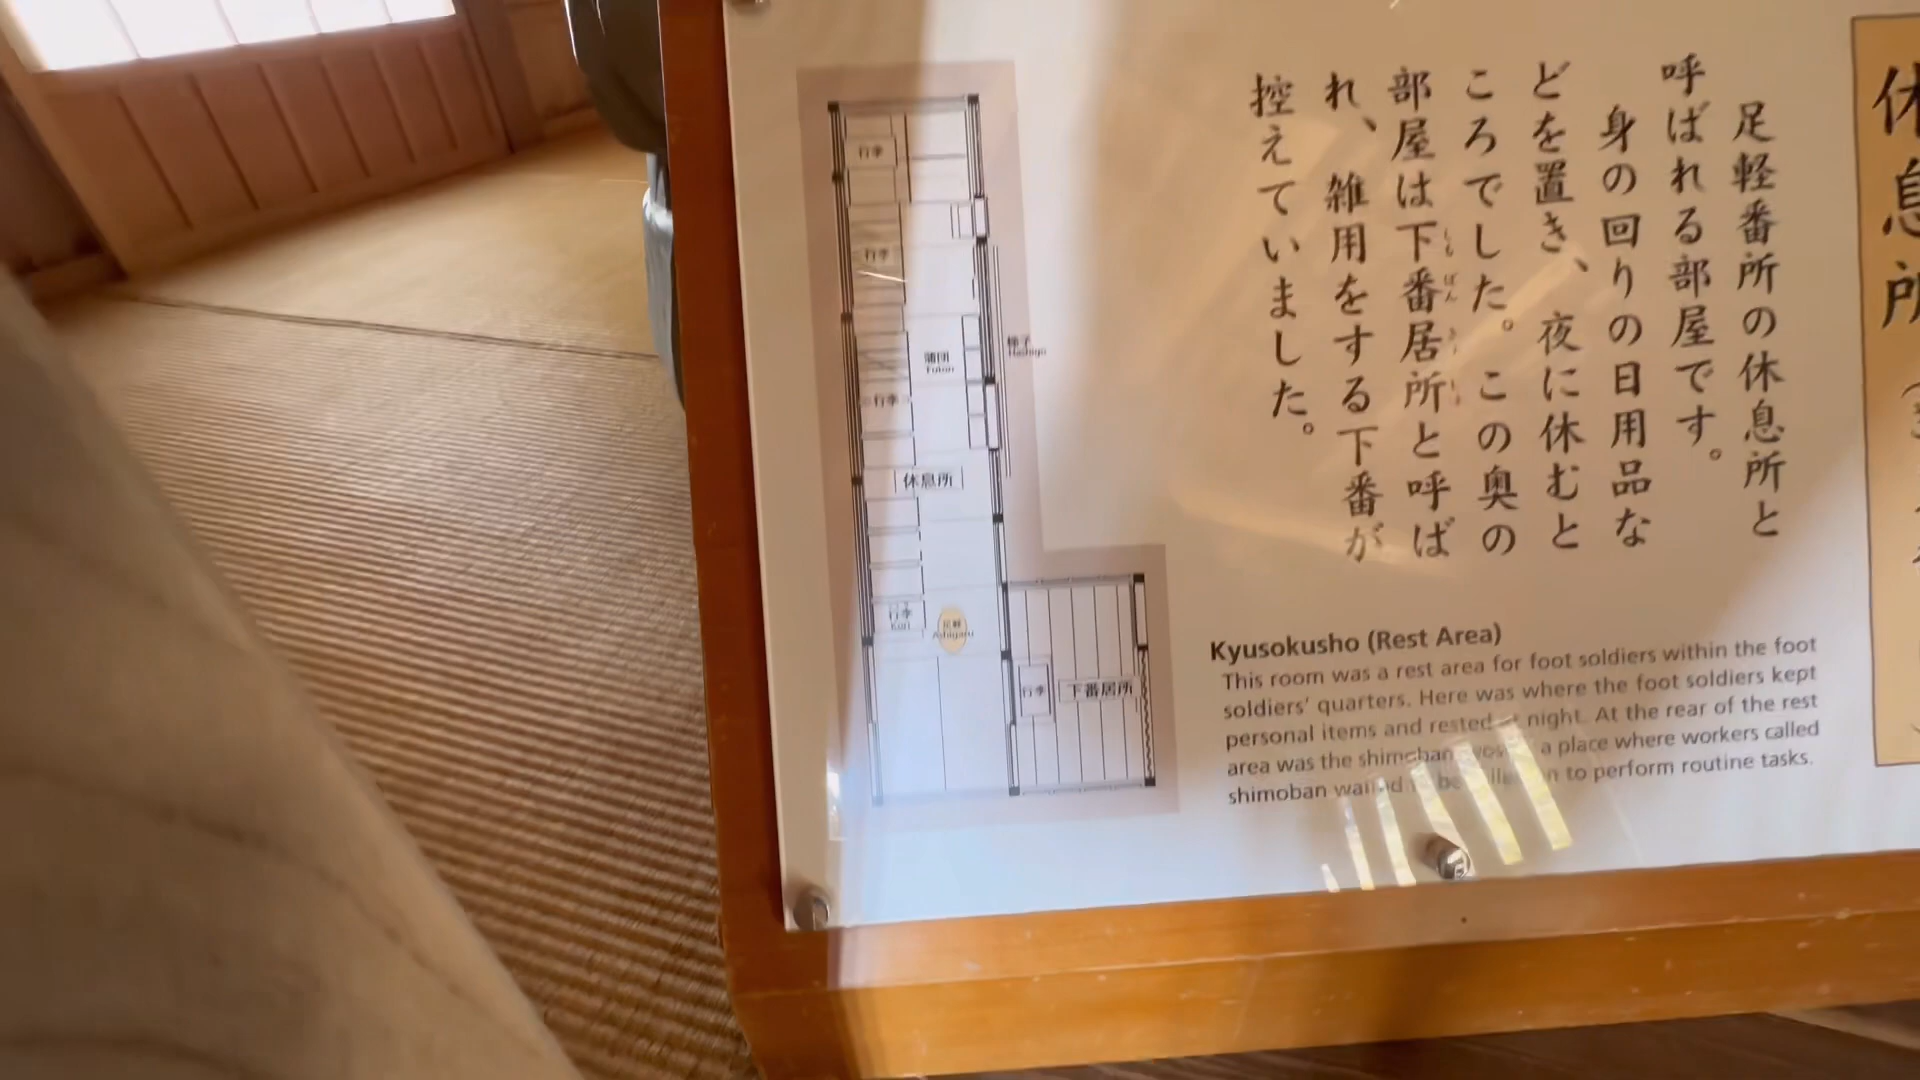 休息所
足軽番所の休息所と
呼ばれる部屋です。
身の回りの日用品な
どを置き、夜に休むと
ころでした。この奥の
部屋は下番居所と呼ば
れ、雑用をする下番が
控えていました。
Kyusokusho (Rest Area)
This room was a rest area for foot soldiers within the foot
soldiers' quarters. Here was where the foot soldiers kept
personal items and rested at night. At the rear of the rest
area was the shimoban a place where workers called
shimoban waited to be to perform routine tasks.
行李
行李
蒲団
Futon
梯子
Hashigo
行李
休息所
行李
Kori
足軽
Ashigaru
行李
下番居所